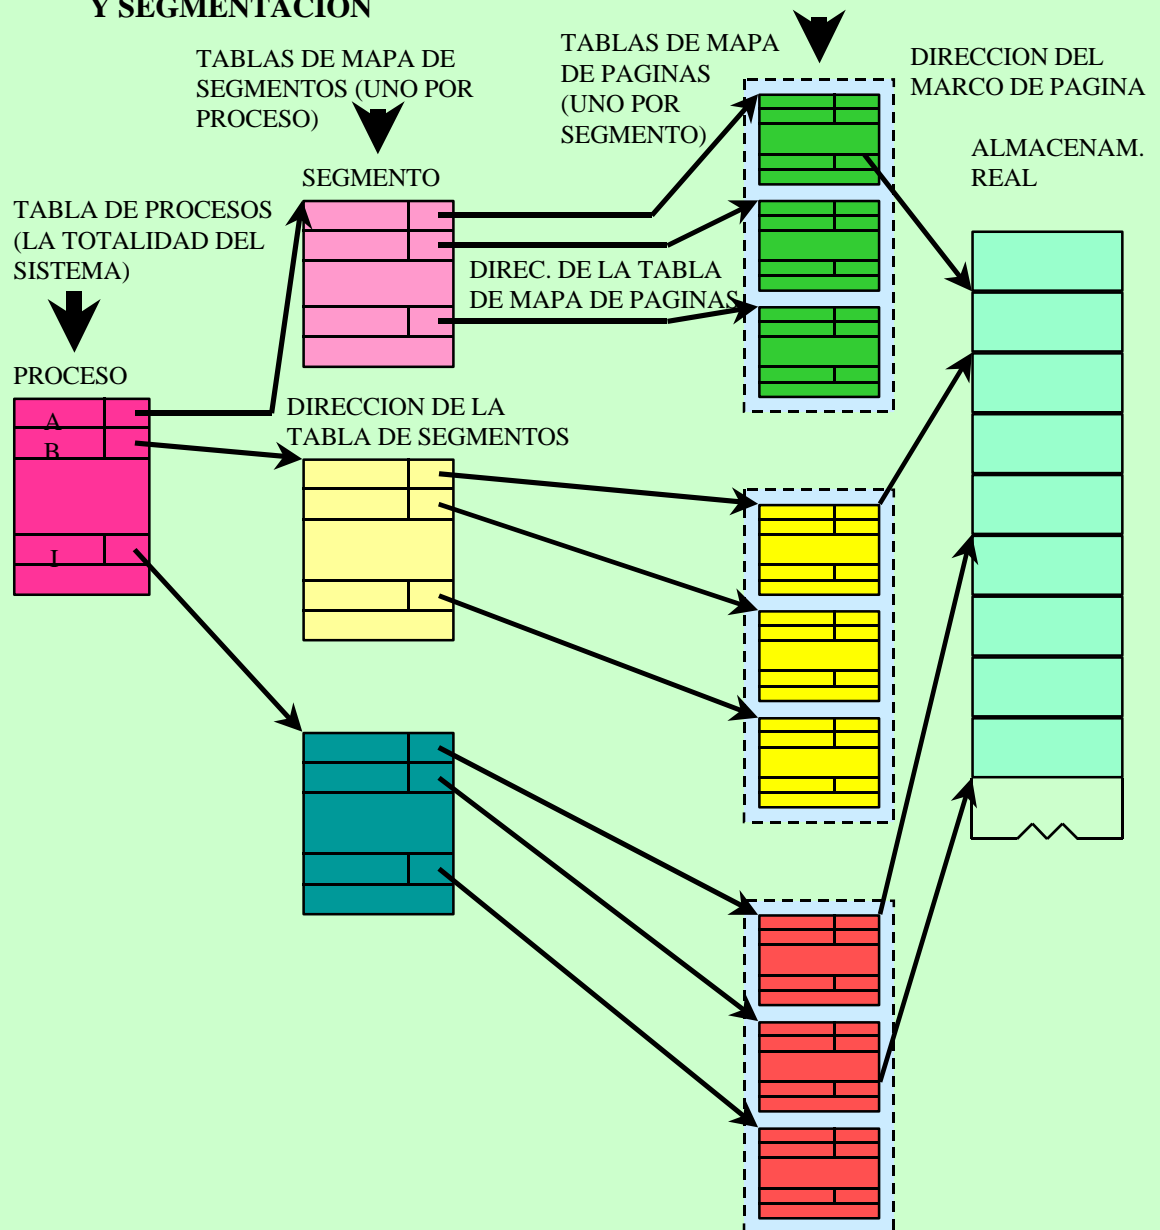 Y SEGMENTACION
TABLAS DE MAPA DE
SEGMENTOS (UNO POR
PROCESO)
TABLAS DE MAPA
DE PAGINAS
(UNO POR
SEGMENTO)
DIRECCION DEL
MARCO DE PAGINA
ALMACENAM.
REAL
SEGMENTO
TABLA DE PROCESOS
(LA TOTALIDAD DEL
SISTEMA)
DIREC. DE LA TABLA
DE MAPA DE PAGINAS
PROCESO
A
B
I
DIRECCION DE LA
TABLA DE SEGMENTOS